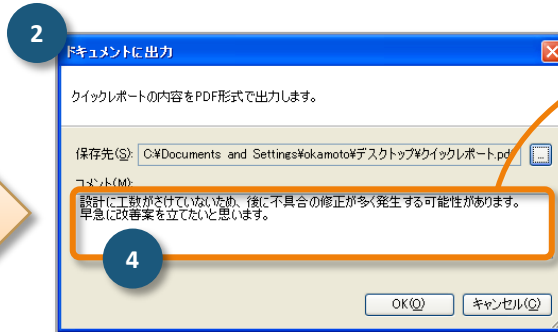 2
ドキュメントに出力
クイックレポートの内容をPDF形式で出力します。
保存先(S): C:¥Documents and Settings¥okamoto¥デスクトップ¥クイックレポート.pd
...
コメント(M):
設計に工数がさけていないため、後に不具合の修正が多く発生する可能性があります。
早急に改善案を立てたいと思います。
4
OK(O) キャンセル(C)